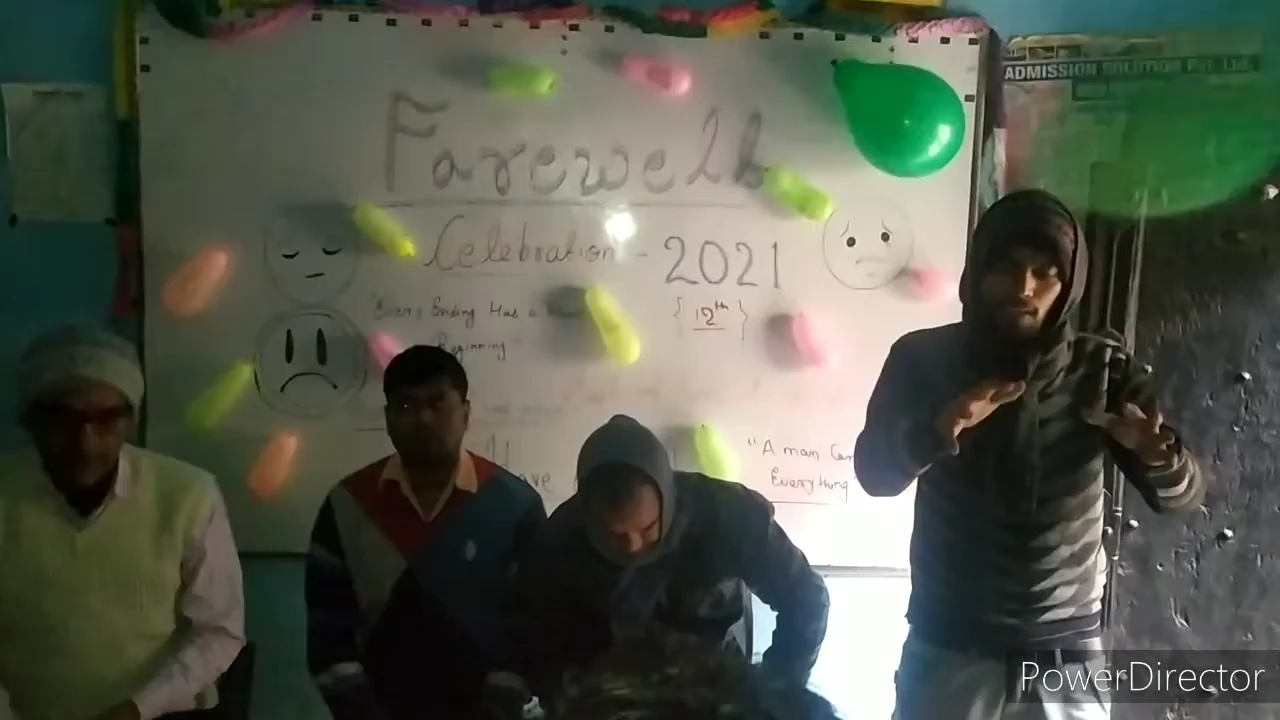 ADMISSION SOLUTION PVT. LTD.
Farewell
Celebration - 2021
{ 12th }
"Every Ending Has a
Beginning"
"A man Can
Everything
PowerDirector